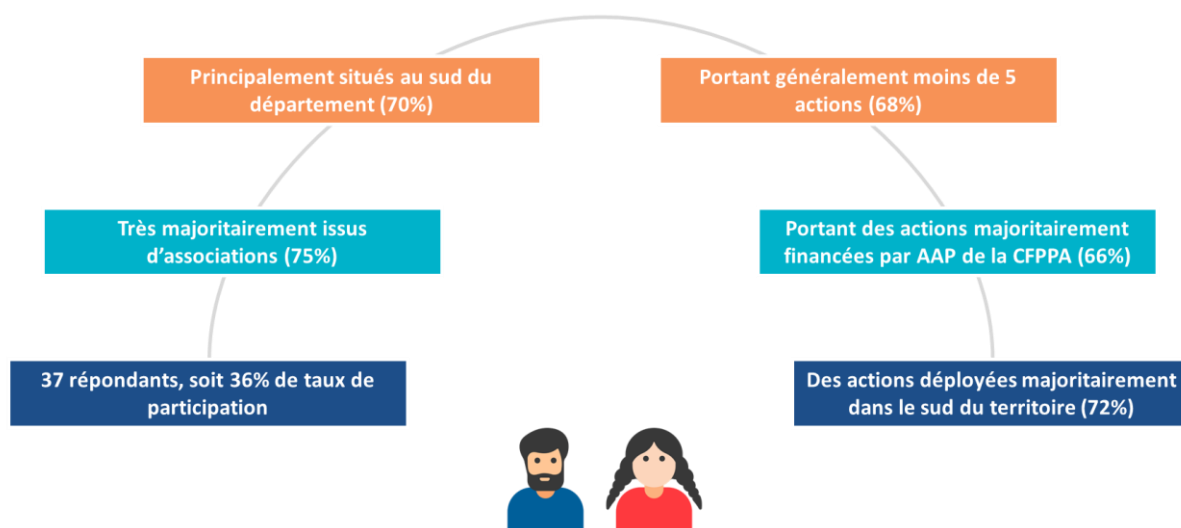 Principalement situés au sud du
département (70%)
Portant généralement moins de 5
actions (68%)
Très majoritairement issus
d’associations (75%)
Portant des actions majoritairement
financées par AAP de la CFPPA (66%)
37 répondants, soit 36% de taux de
participation
Des actions déployées majoritairement
dans le sud du territoire (72%)